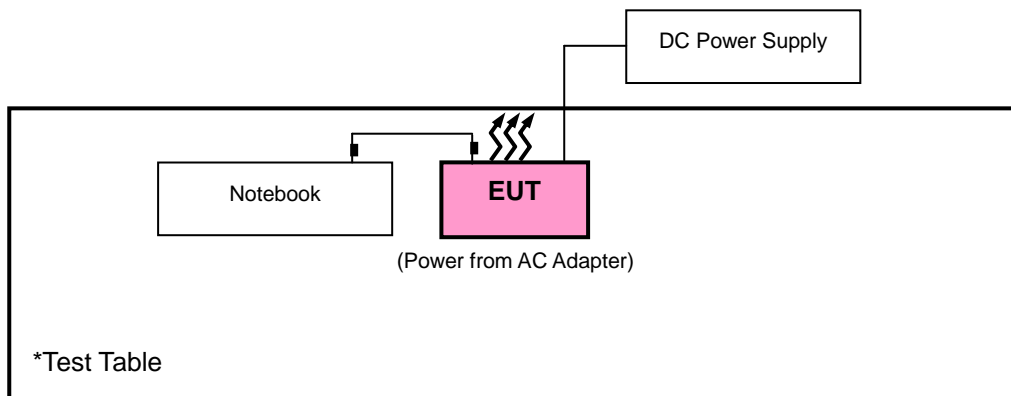 DC Power Supply
Notebook
EUT
(Power from AC Adapter)
*Test Table